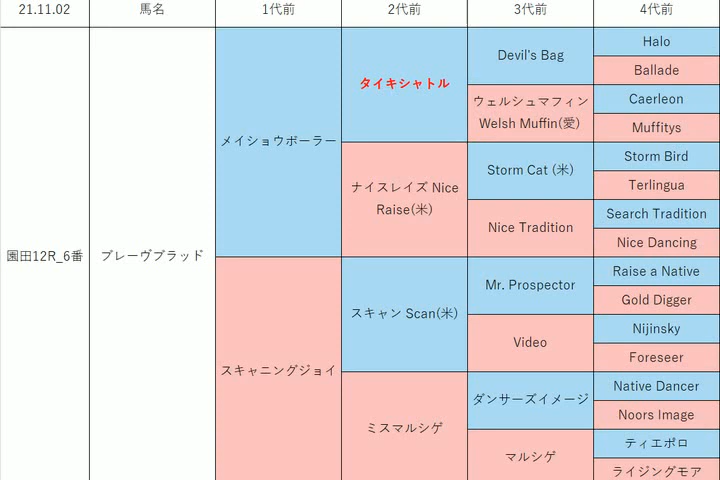 21.11.02 馬名 1代前 2代前 3代前 4代前
園田12R_6番
ブレーヴブラッド
メイショウボーラー
タイキシャトル
Devil's Bag
Halo
Ballade
ウェルシュマフィン
Welsh Muffin(愛)
Caerleon
Muffitys
ナイスレイズ Nice
Raise(米)
Storm Cat (米)
Storm Bird
Terlingua
Nice Tradition
Search Tradition
Nice Dancing
スキャニングジョイ
スキャン Scan(米)
Mr. Prospector
Raise a Native
Gold Digger
Video
Nijinsky
Foreseer
ミスマルシゲ
ダンサーズイメージ
Native Dancer
Noors Image
マルシゲ
ティエポロ
ライジングモア